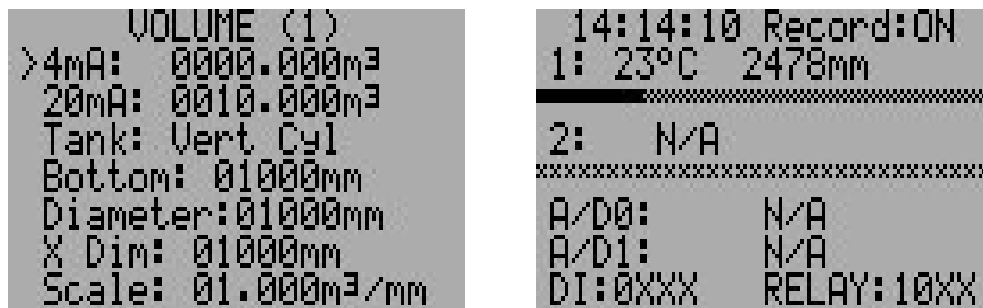 VOLUME (1)
>4mA: 0000.000m³
20mA: 0010.000m³
Tank: Vert Cyl
Bottom: 01000mm
Diameter:01000mm
X Dim: 01000mm
Scale: 01.000m³/mm
14:14:10 Record:ON
1: 23ºC 2478mm
2: N/A
A/D0: N/A
A/D1: N/A
DI:0XXX RELAY:10XX